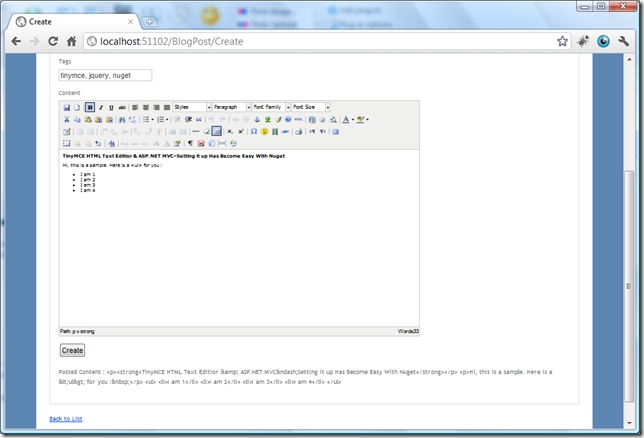 Create
localhost:51102/BlogPost/Create
Tags
tinymce, jquery, nuget
Content
B I U ABC Styles Paragraph Font Family Font Size
TinyMCE HTML Text Editior & ASP.NET MVC–Setting it up Has Become Easy With Nuget
Hi, this is a sample. Here is a <ul> for you :
I am 1
I am 2
I am 3
I am 4
Path: p » strong Words:33
Create
Posted Content : <p><strong>TinyMCE HTML Text Editior &amp; ASP.NET MVC&ndash;Setting it up Has Become Easy With Nuget</strong></p> <p>Hi, this is a sample. Here is a
&lt;ul&gt; for you :&nbsp;</p> <ul> <li>I am 1</li> <li>I am 2</li> <li>I am 3</li> <li>I am 4</li> </ul>
Back to List